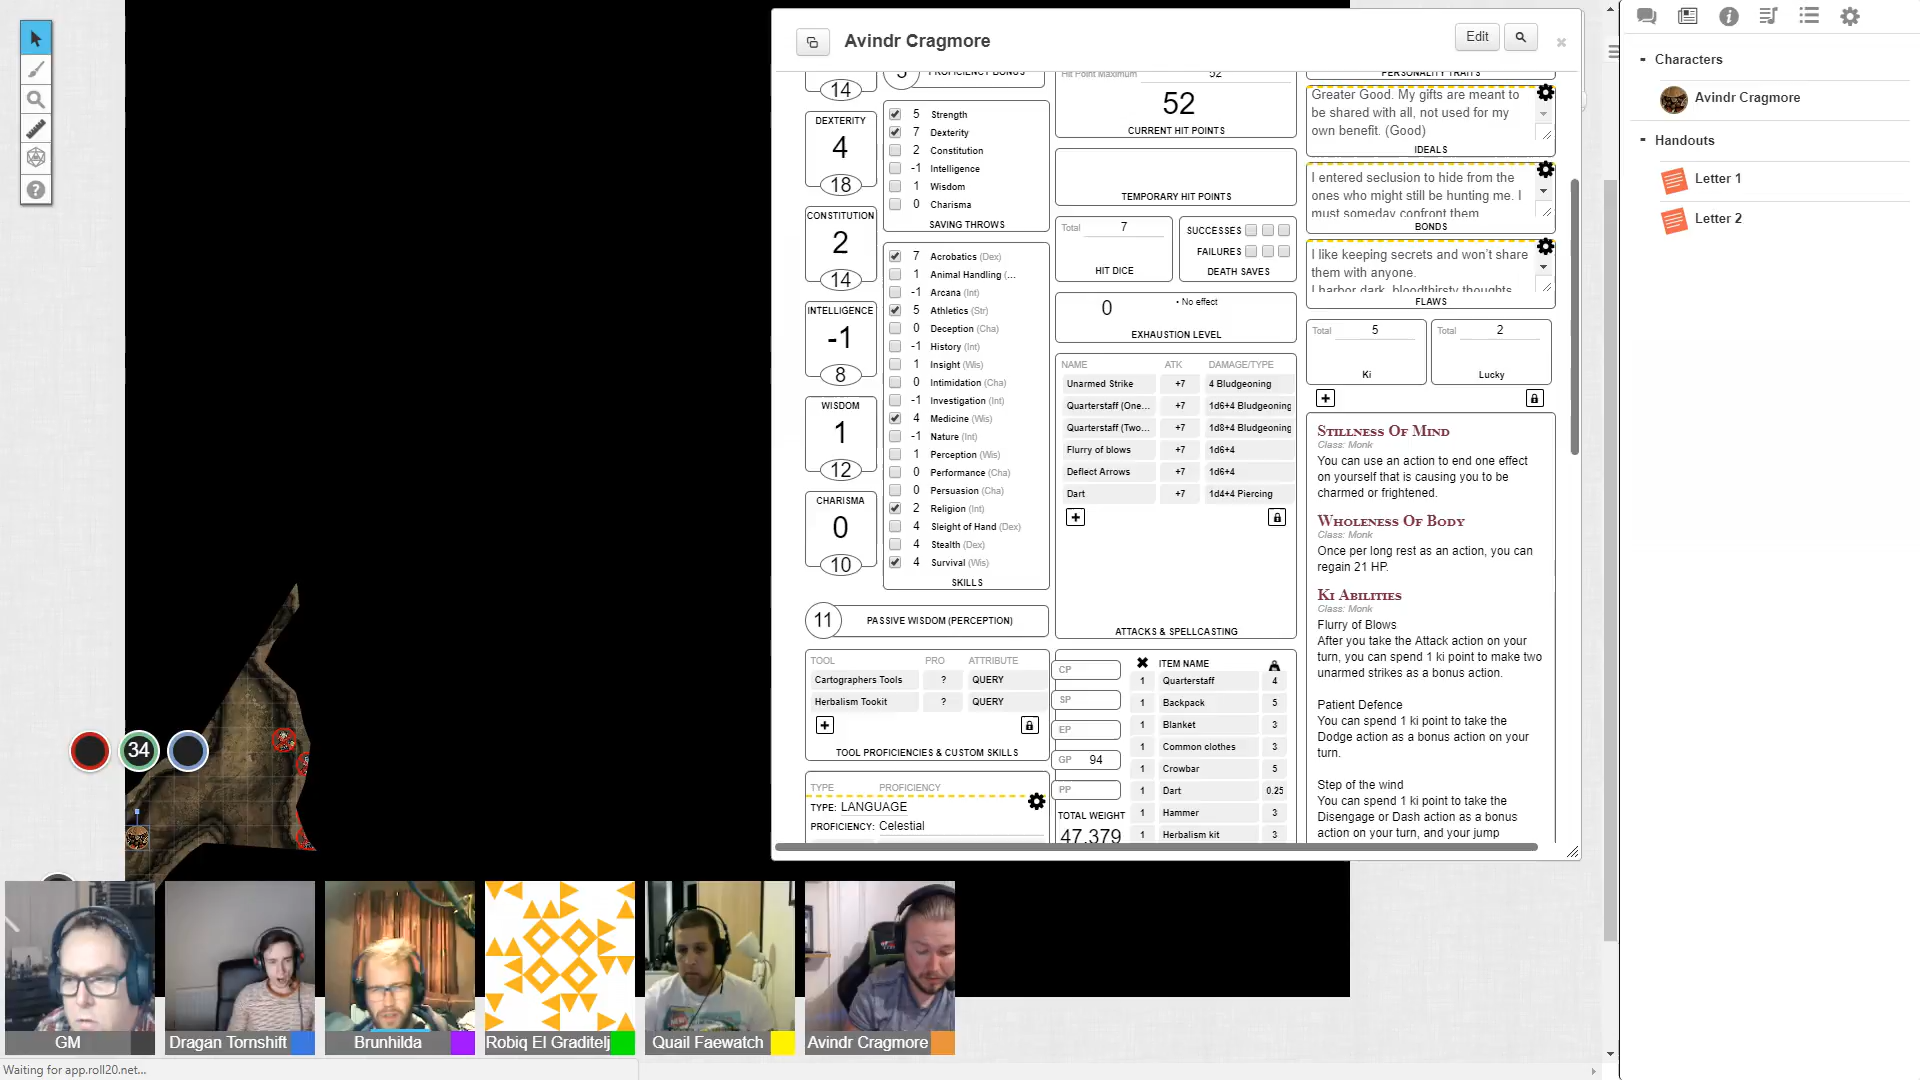 Avindr Cragmore
Edit
Characters
Avindr Cragmore
Handouts
Letter 1
Letter 2
14
DEXTERITY
4
18
CONSTITUTION
2
14
INTELLIGENCE
-1
8
WISDOM
1
12
CHARISMA
0
10
PROFICIENCY BONUS
5 Strength
7 Dexterity
2 Constitution
-1 Intelligence
1 Wisdom
0 Charisma
SAVING THROWS
7 Acrobatics (Dex)
1 Animal Handling (...
-1 Arcana (Int)
5 Athletics (Str)
0 Deception (Cha)
-1 History (Int)
1 Insight (Wis)
0 Intimidation (Cha)
-1 Investigation (Int)
4 Medicine (Wis)
-1 Nature (Int)
1 Perception (Wis)
0 Performance (Cha)
0 Persuasion (Cha)
2 Religion (Int)
4 Sleight of Hand (Dex)
4 Stealth (Dex)
4 Survival (Wis)
SKILLS
11 PASSIVE WISDOM (PERCEPTION)
TOOL PRO ATTRIBUTE
Cartographers Tools ? QUERY
Herbalism Tookit ? QUERY
TOOL PROFICIENCIES & CUSTOM SKILLS
TYPE PROFICIENCY
TYPE: LANGUAGE
PROFICIENCY: Celestial
Hit Point Maximum 52
52
CURRENT HIT POINTS
TEMPORARY HIT POINTS
Total 7
HIT DICE
SUCCESSES
FAILURES
DEATH SAVES
0 • No effect
EXHAUSTION LEVEL
NAME ATK DAMAGE/TYPE
Unarmed Strike +7 4 Bludgeoning
Quarterstaff (One... +7 1d6+4 Bludgeoning
Quarterstaff (Two... +7 1d8+4 Bludgeoning
Flurry of blows +7 1d6+4
Deflect Arrows +7 1d6+4
Dart +7 1d4+4 Piercing
ATTACKS & SPELLCASTING
CP
SP
EP
GP 94
PP
TOTAL WEIGHT
47.379
ITEM NAME
1 Quarterstaff 4
1 Backpack 5
1 Blanket 3
1 Common clothes 3
1 Crowbar 5
1 Dart 0.25
1 Hammer 3
1 Herbalism kit 3
PERSONALITY TRAITS
Greater Good. My gifts are meant to
be shared with all, not used for my
own benefit. (Good)
IDEALS
I entered seclusion to hide from the
ones who might still be hunting me. I
must someday confront them
BONDS
I like keeping secrets and won't share
them with anyone.
I harbor dark, bloodthirsty thoughts
FLAWS
Total 5
Ki
Total 2
Lucky
STILLNESS OF MIND
Class: Monk
You can use an action to end one effect
on yourself that is causing you to be
charmed or frightened.
WHOLENESS OF BODY
Class: Monk
Once per long rest as an action, you can
regain 21 HP.
KI ABILITIES
Class: Monk
Flurry of Blows
After you take the Attack action on your
turn, you can spend 1 ki point to make two
unarmed strikes as a bonus action.
Patient Defence
You can spend 1 ki point to take the
Dodge action as a bonus action on your
turn.
Step of the wind
You can spend 1 ki point to take the
Disengage or Dash action as a bonus
action on your turn, and your jump
34
GM
Dragan Tornshift
Brunhilda
Robiq El Graditelj
Quail Faewatch
Avindr Cragmore
Waiting for app.roll20.net...